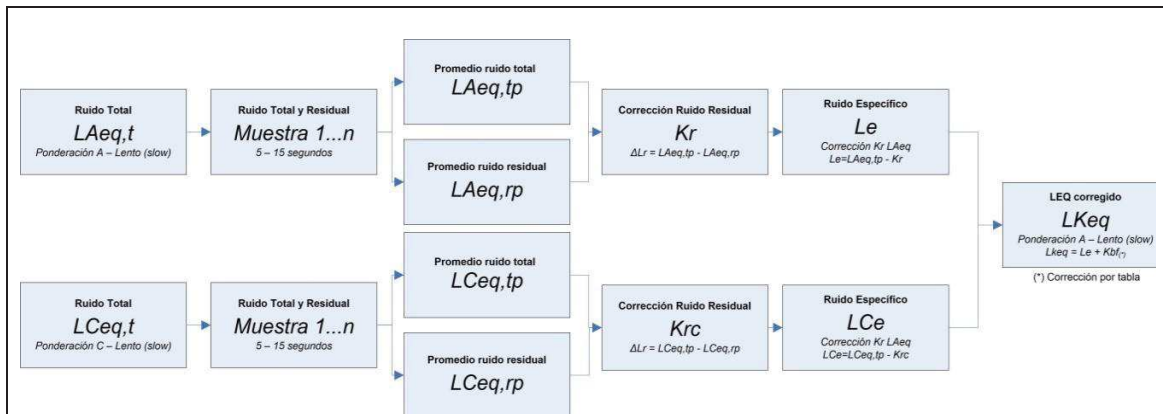 Ruido Total
LAeq,t
Ponderación A – Lento (slow)
Ruido Total y Residual
Muestra 1...n
5 – 15 segundos
Promedio ruido total
LAeq,tp
Promedio ruido residual
LAeq,rp
Corrección Ruido Residual
Kr
ΔLr = LAeq,tp - LAeq,rp
Ruido Específico
Le
Corrección Kr LAeq
Le=LAeq,tp - Kr
Ruido Total
LCeq,t
Ponderación C – Lento (slow)
Ruido Total y Residual
Muestra 1...n
5 – 15 segundos
Promedio ruido total
LCeq,tp
Promedio ruido residual
LCeq,rp
Corrección Ruido Residual
Krc
ΔLr = LCeq,tp - LCeq,rp
Ruido Específico
LCe
Corrección Kr LAeq
LCe=LCeq,tp - Krc
LEQ corregido
LKeq
Ponderación A – Lento (slow)
Lkeq = Le + Kbf(*)
(*) Corrección por tabla